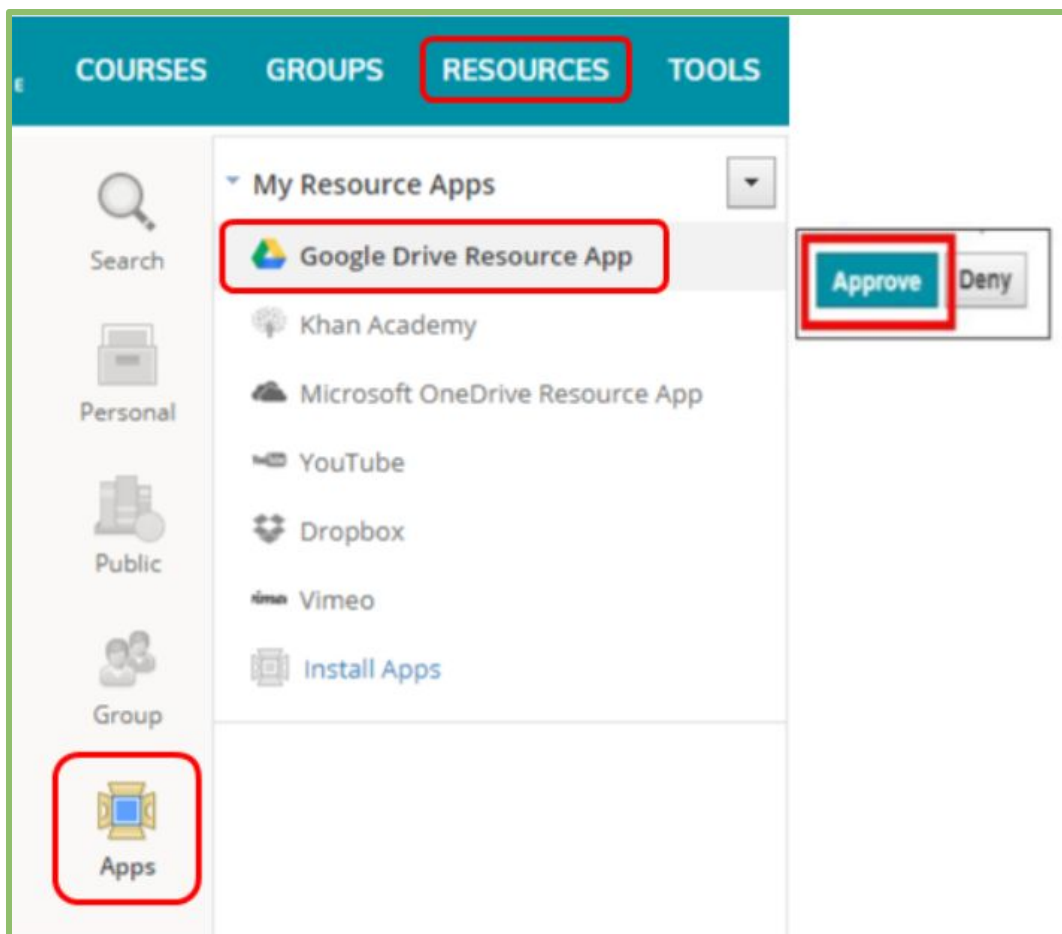 E COURSES GROUPS RESOURCES TOOLS
Search
Personal
Public
Group
Apps
My Resource Apps
Google Drive Resource App
Khan Academy
Microsoft OneDrive Resource App
YouTube
Dropbox
Vimeo
Install Apps
Approve Deny